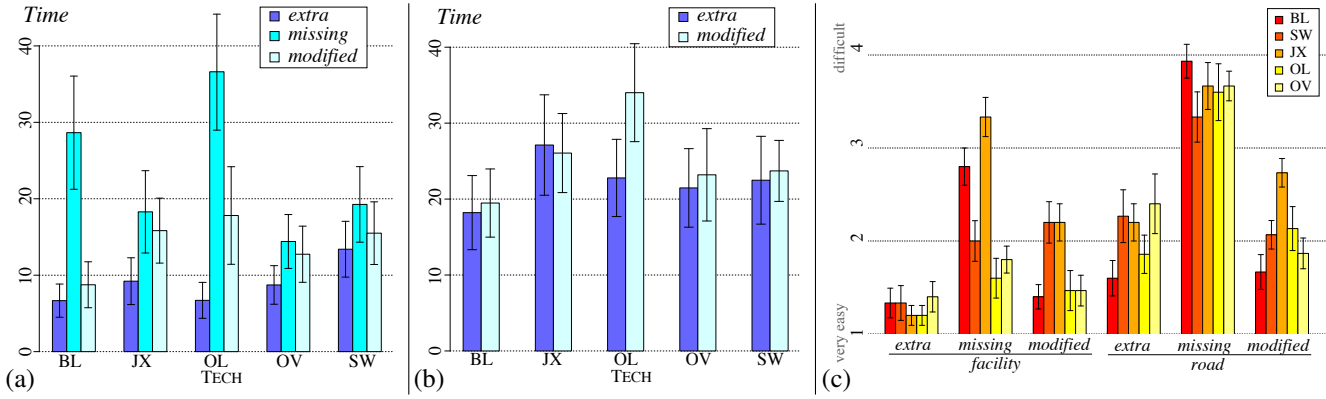 Time
extra
missing
modified
40
30
20
10
0
BL JX OL OV SW
TECH
(a)
Time
extra
modified
40
30
20
10
0
BL JX OL OV SW
TECH
(b)
BL
SW
JX
OL
OV
difficult
very easy
4
3
2
1
extra missing modified extra missing modified
facility road
(c)